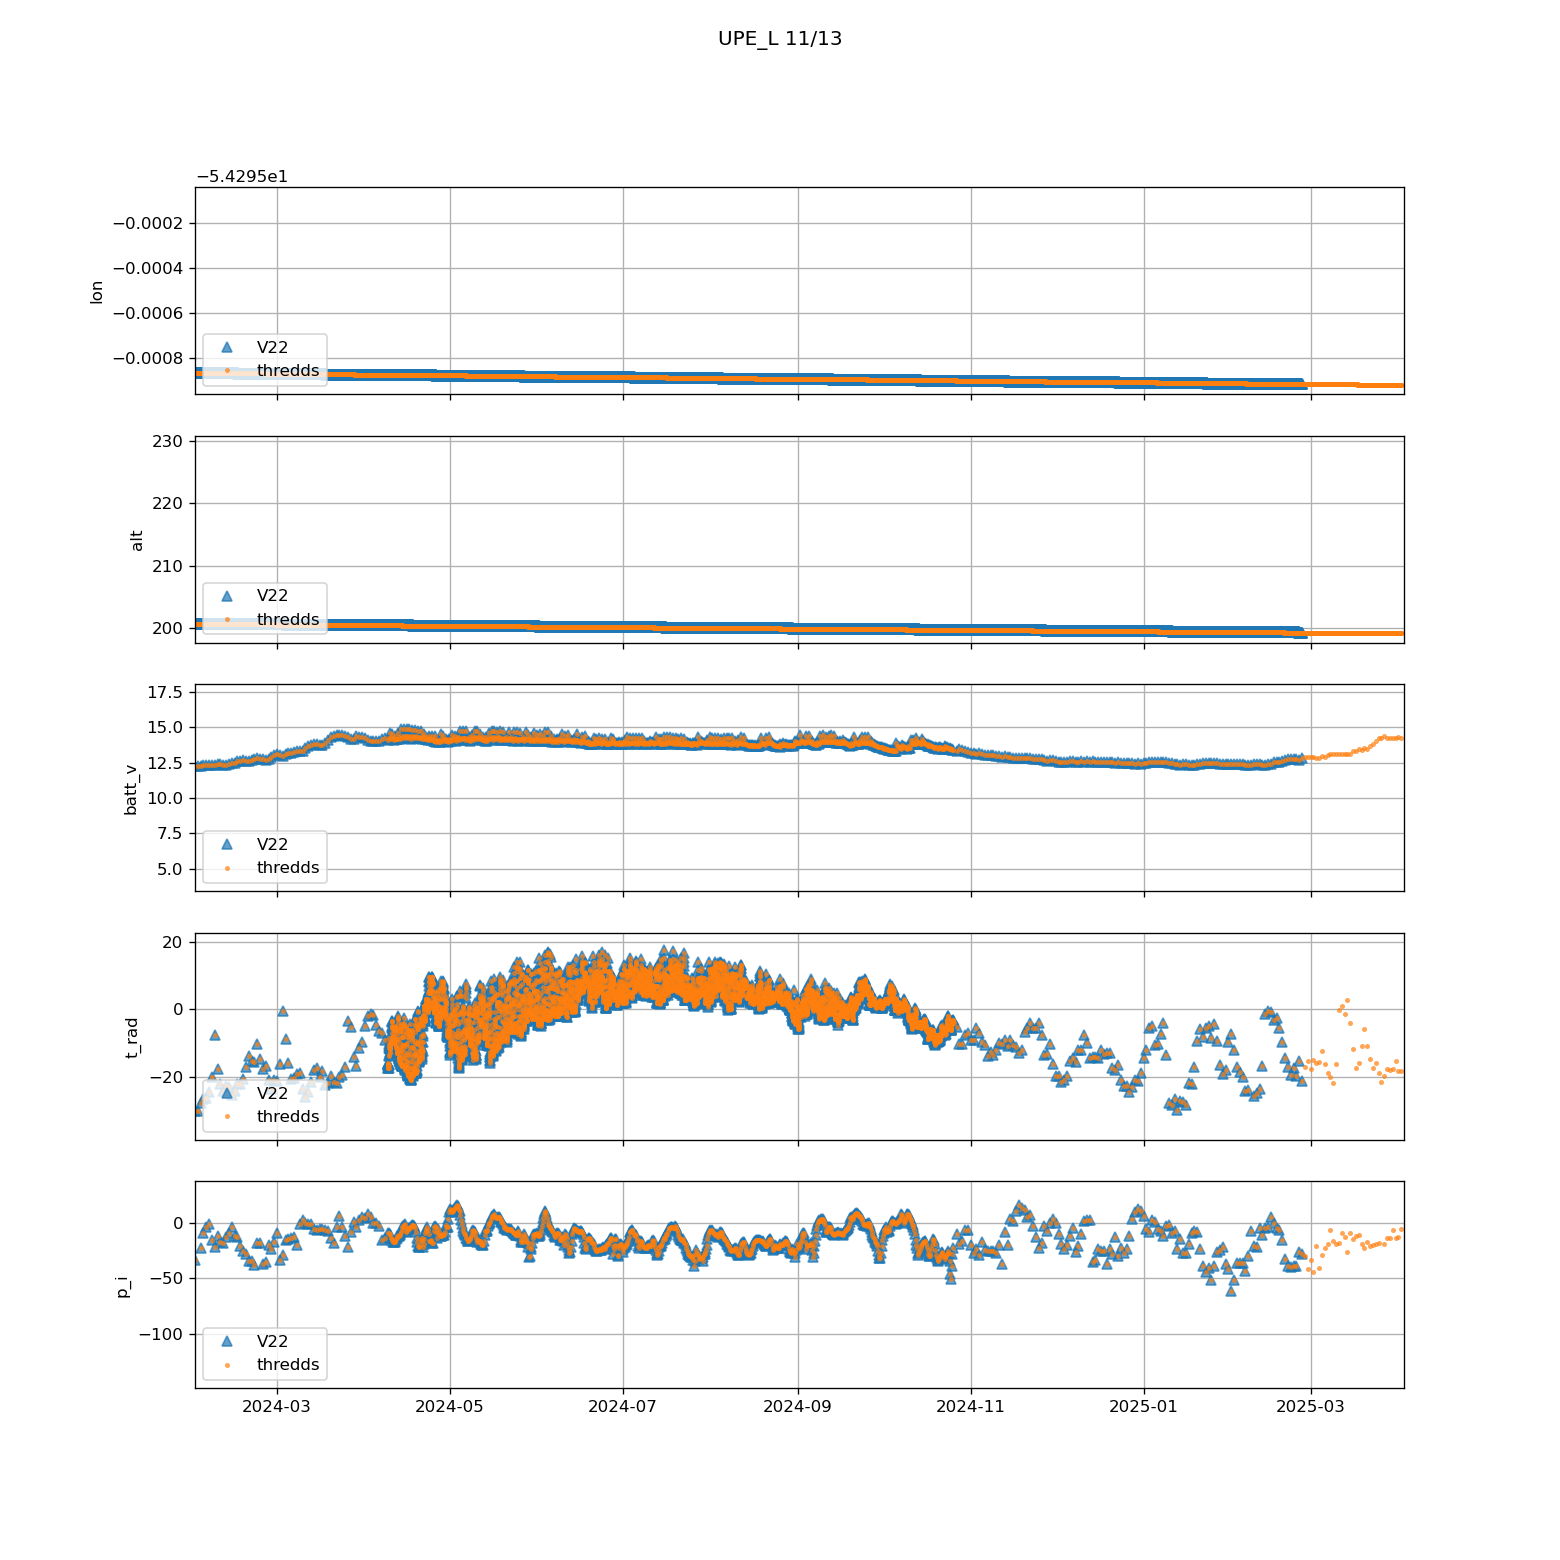 UPE_L 11/13
−5.4295e1
−0.0002
−0.0004
−0.0006
−0.0008
lon
V22
thredds
230
220
210
200
alt
V22
thredds
17.5
15.0
12.5
10.0
7.5
5.0
batt_v
V22
thredds
20
0
−20
t_rad
V22
thredds
0
−50
−100
p_i
V22
thredds
2024-03 2024-05 2024-07 2024-09 2024-11 2025-01 2025-03